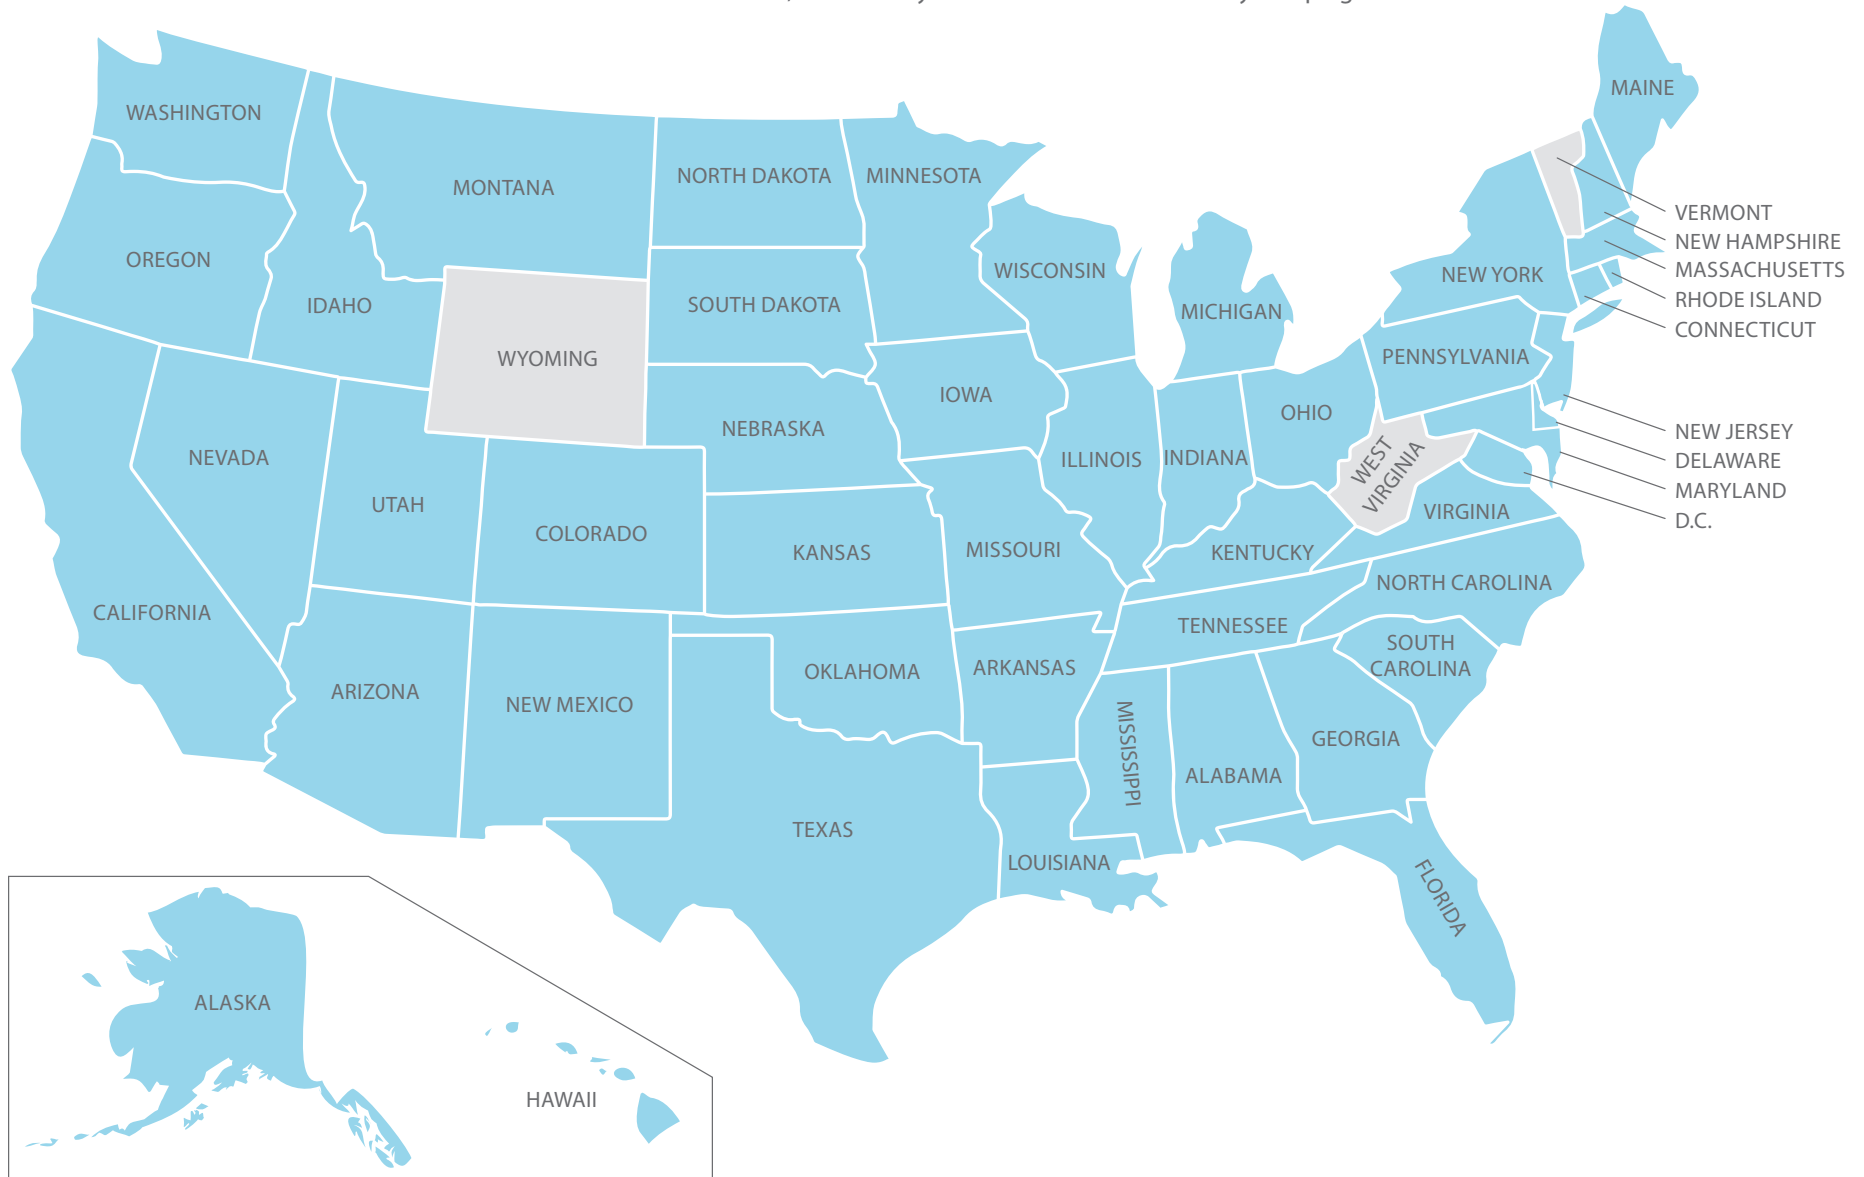 WASHINGTON
MAINE
MONTANA
NORTH DAKOTA
MINNESOTA
VERMONT
OREGON
NEW HAMPSHIRE
WISCONSIN
MASSACHUSETTS
NEW YORK
IDAHO
SOUTH DAKOTA
MICHIGAN
RHODE ISLAND
CONNECTICUT
WYOMING
PENNSYLVANIA
IOWA
OHIO
NEBRASKA
NEW JERSEY
NEVADA
ILLINOIS
INDIANA
WEST
VIRGINIA
DELAWARE
MARYLAND
UTAH
VIRGINIA
D.C.
COLORADO
KANSAS
MISSOURI
KENTUCKY
CALIFORNIA
NORTH CAROLINA
TENNESSEE
SOUTH
CAROLINA
ARIZONA
NEW MEXICO
OKLAHOMA
ARKANSAS
MISSISSIPPI
ALABAMA
GEORGIA
TEXAS
LOUISIANA
FLORIDA
ALASKA
HAWAII